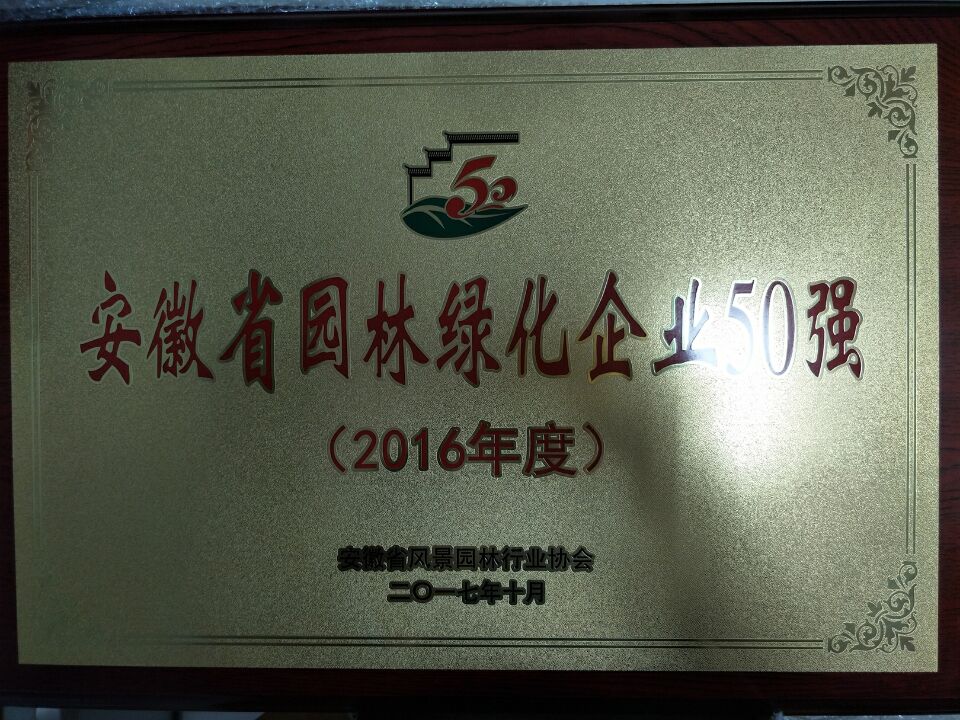 50
安徽省园林绿化企业50强
（2016年度）
安徽省风景园林行业协会
二〇一七年十月